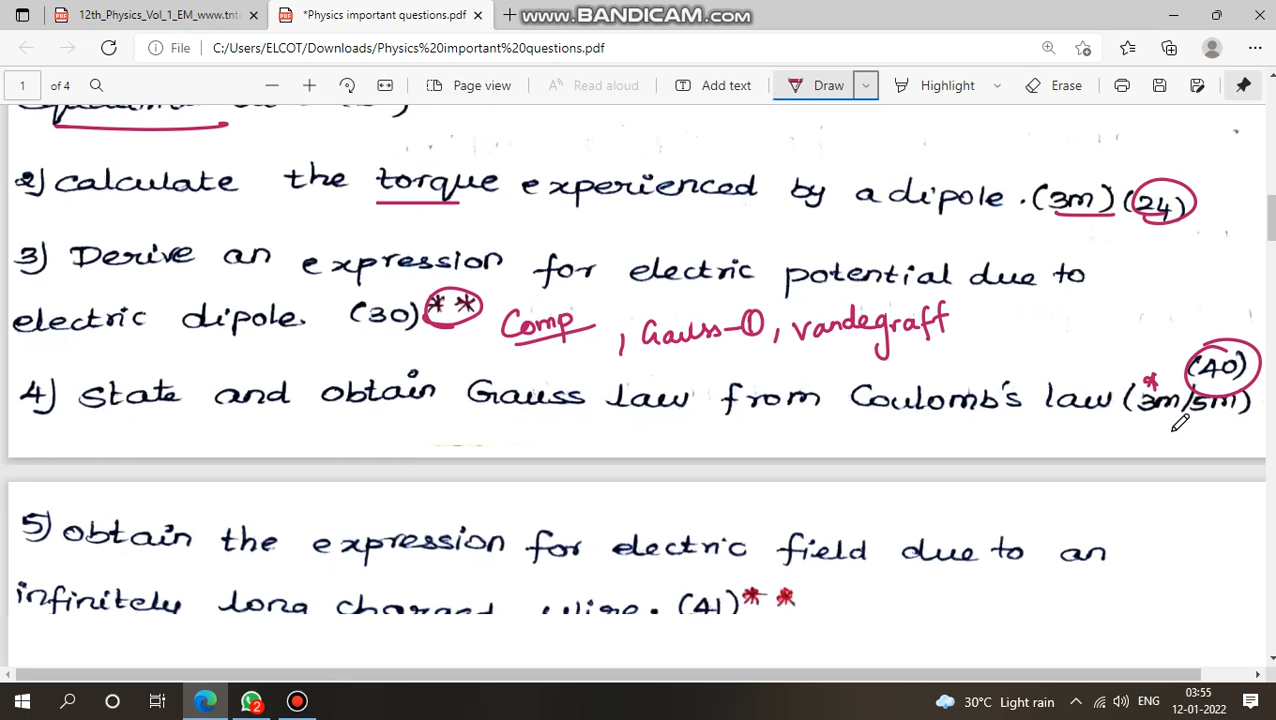 12th_Physics_Vol_1_EM_www.tnt
*Physics important questions.pdf
www.BANDICAM.com
File
C:/Users/ELCOT/Downloads/Physics%20important%20questions.pdf
1 of 4
Page view
Read aloud
Add text
Draw
Highlight
Erase
2) calculate the torque experienced by a dipole. (3m) (24)
3) Derive an expression for electric potential due to
electric dipole. (30) **
Comp, Gauss-①, vandegraff
(40)
4) State and obtain Gauss law from Coulomb's law (3m*/5m)
5) obtain the expression for electric field due to an
infinitely long charged wire. (41) **
2
30°C Light rain
ENG
03:55
12-01-2022